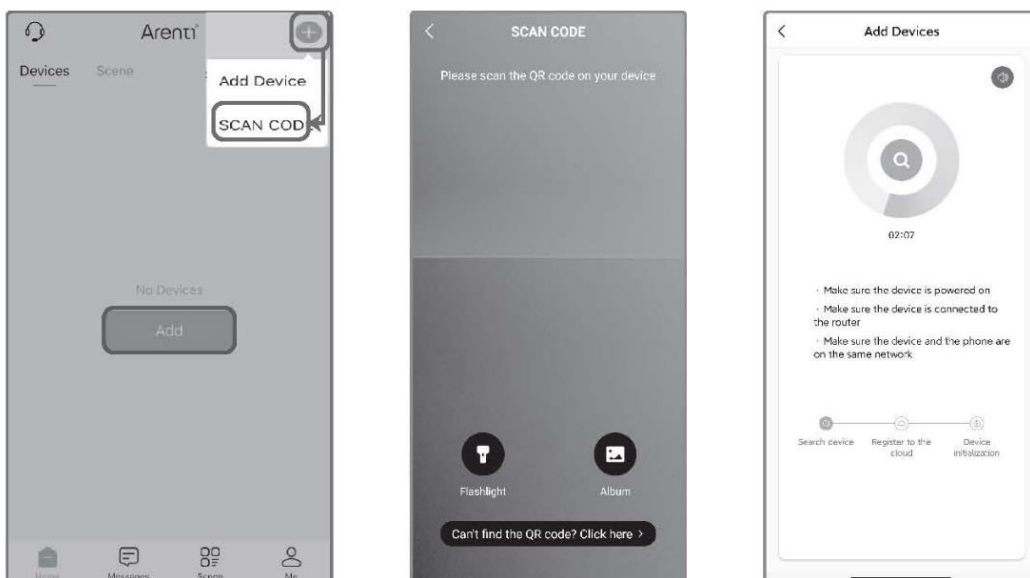 Arenti
Devices
Scene
Add Device
SCAN COD
No Devices
Add
Home
Messages
Scene
Me
SCAN CODE
Please scan the QR code on your device
Flashlight
Album
Can't find the QR code? Click here >
Add Devices
02:07
· Make sure the device is powered on
· Make sure the device is connected to
the router
· Make sure the device and the phone are
on the same network
Search device
Register to the
cloud
Device
initialization